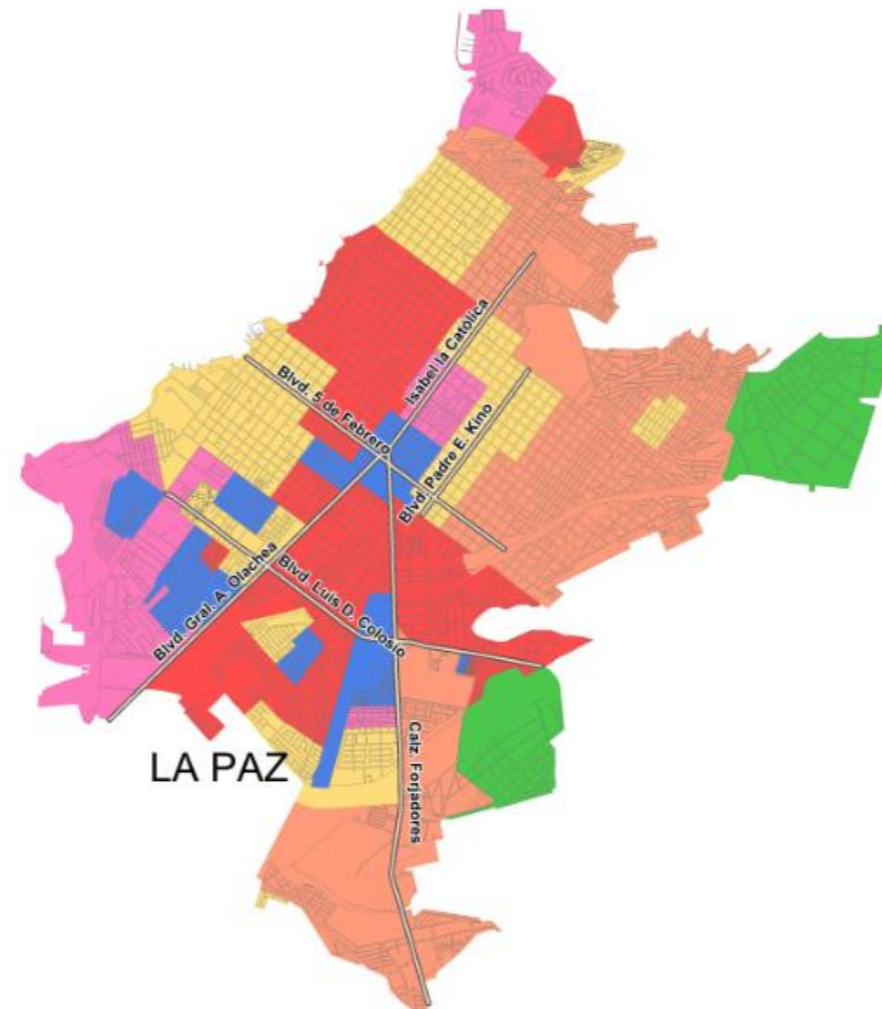 Isabel la Católica
Blvd. 5 de Febrero
Blvd. Padre E. Kino
Blvd. Gral. A. Olachea
Blvd. Luis D. Colosio
LA PAZ
Calz. Forjadores